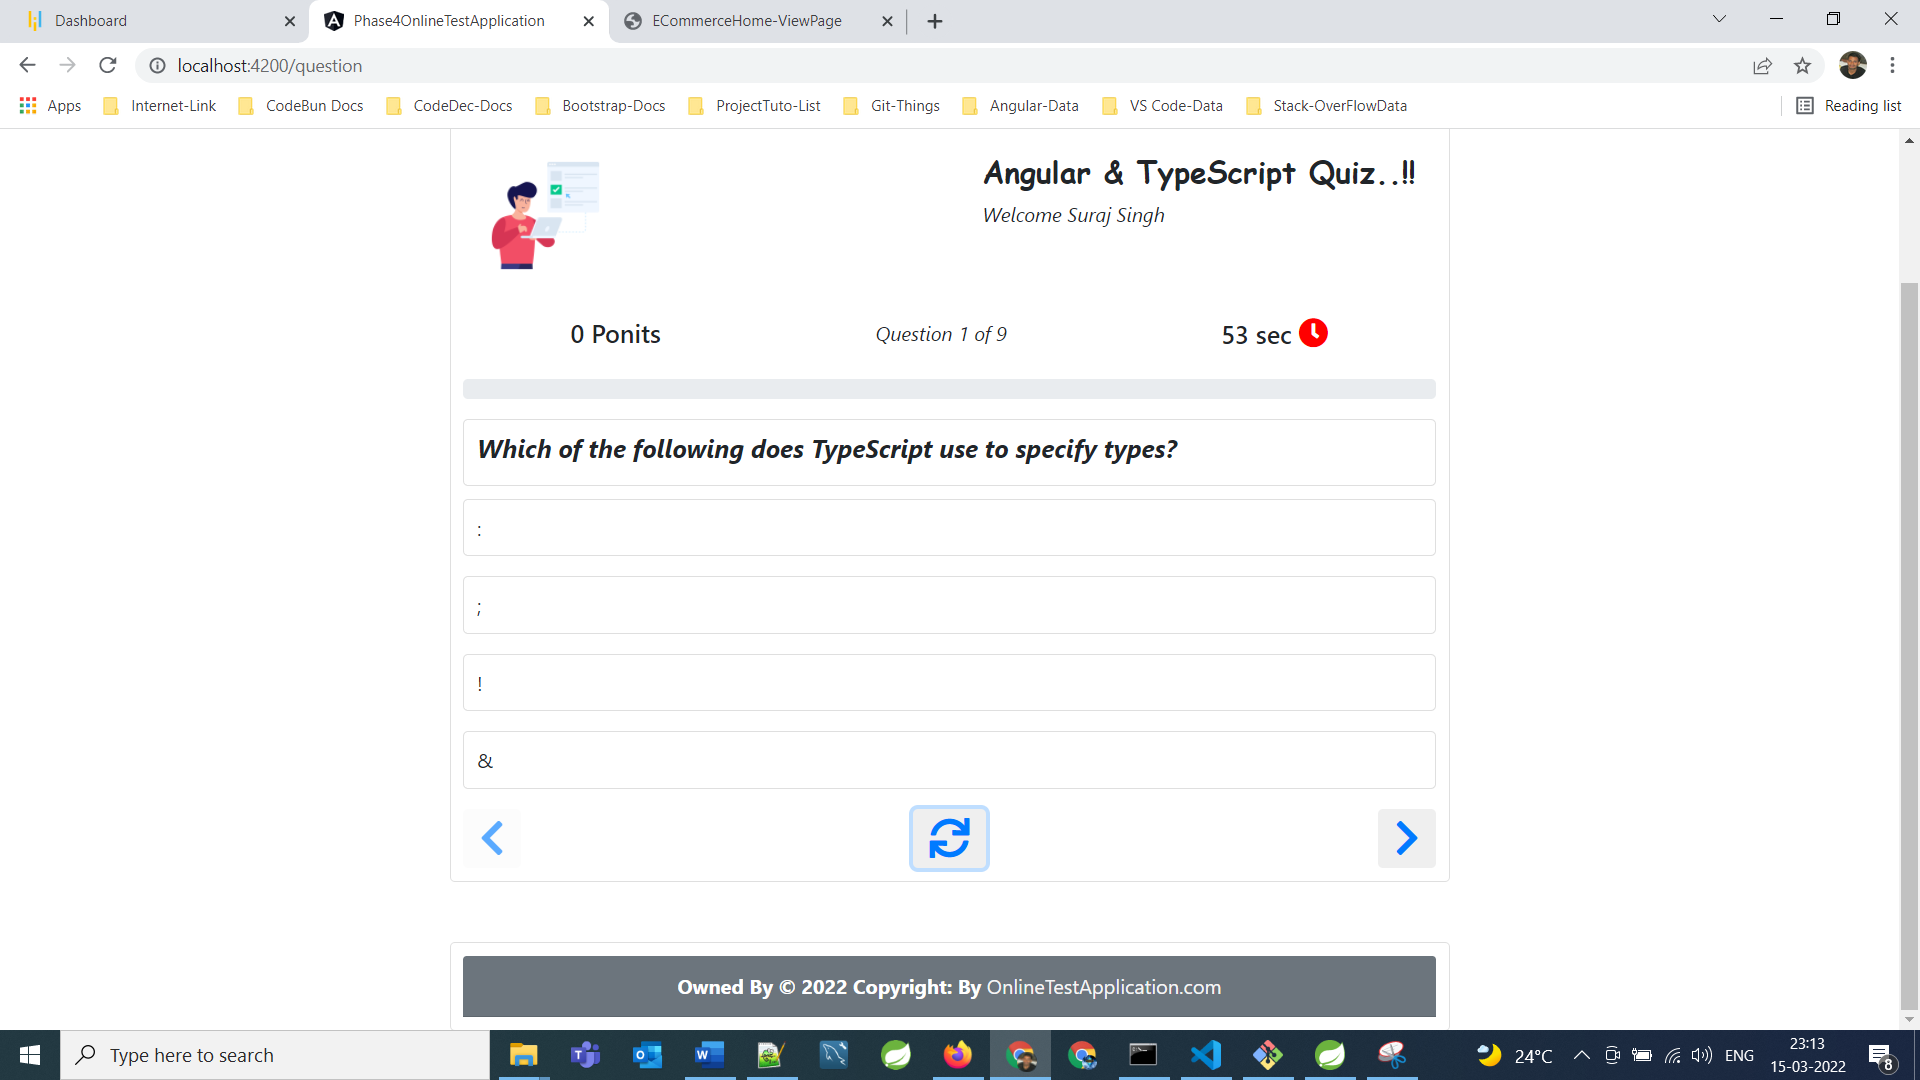 Dashboard
Phase4OnlineTestApplication
ECommerceHome-ViewPage
localhost:4200/question
Apps
Internet-Link
CodeBun Docs
CodeDec-Docs
Bootstrap-Docs
ProjectTuto-List
Git-Things
Angular-Data
VS Code-Data
Stack-OverFlowData
Reading list
Angular & TypeScript Quiz..!!
Welcome Suraj Singh
0 Ponits
Question 1 of 9
53 sec
Which of the following does TypeScript use to specify types?
:
;
!
&
Owned By © 2022 Copyright: By OnlineTestApplication.com
Type here to search
24°C
ENG
23:13
15-03-2022
8